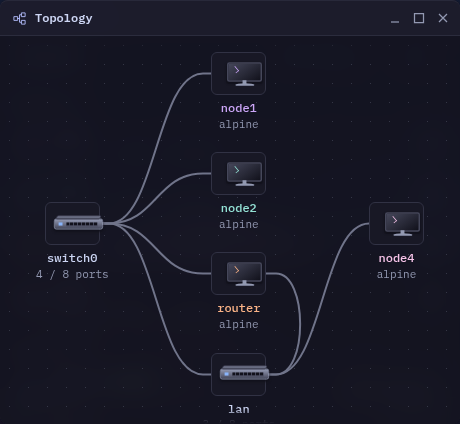 Topology
node1
alpine
node2
alpine
switch0
4 / 8 ports
node4
alpine
router
alpine
lan